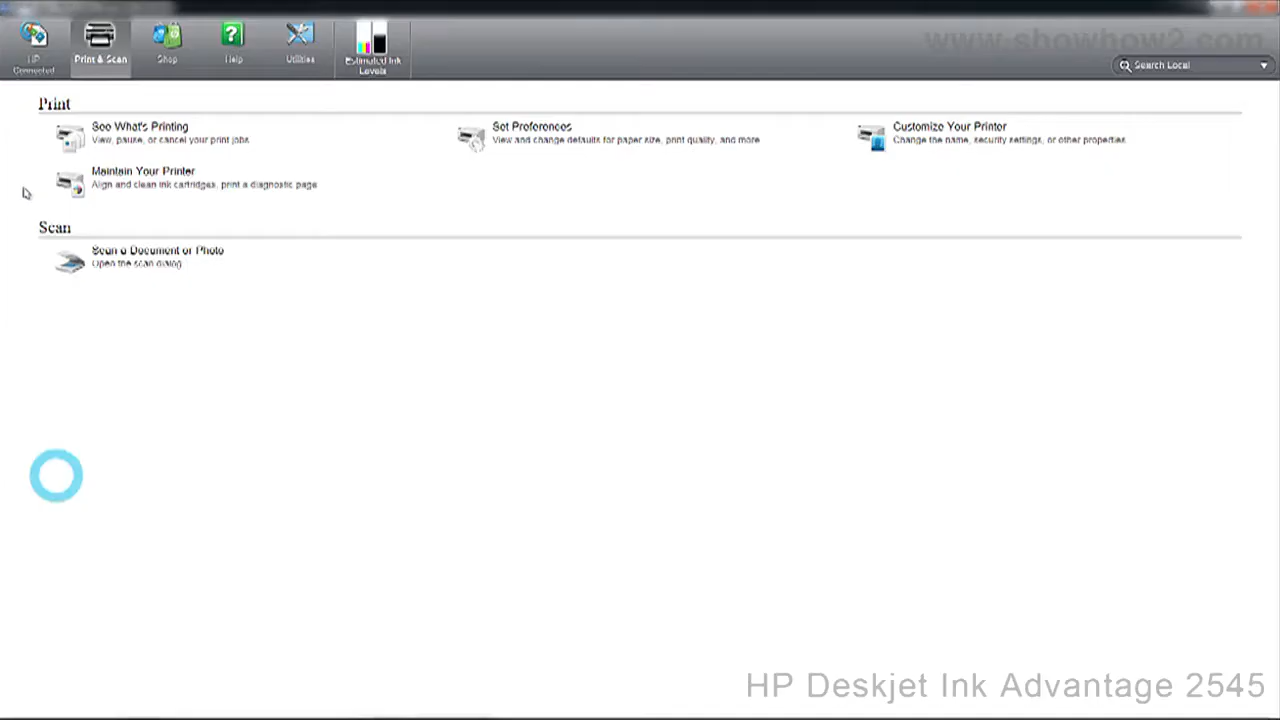 www.showhow2.com
HP Connected
Print & Scan
Shop
Help
Utilities
Estimated Ink Levels
Search Local
Print
See What's Printing
View, pause, or cancel your print jobs
Set Preferences
View and change defaults for paper size, print quality, and more
Customize Your Printer
Change the name, security settings, or other properties
Maintain Your Printer
Align and clean ink cartridges, print a diagnostic page
Scan
Scan a Document or Photo
Open the scan dialog
HP Deskjet Ink Advantage 2545